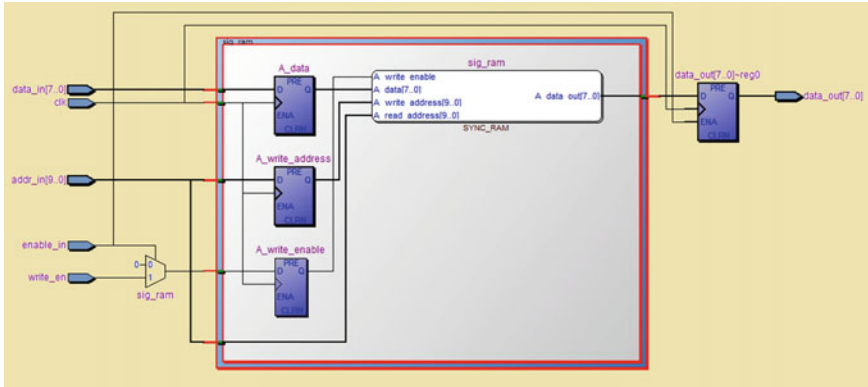 sig_ram
A_data
PRE
D Q
ENA
CLRN
A_write_address
PRE
D Q
ENA
CLRN
A_write_enable
PRE
D Q
ENA
CLRN
sig_ram
A write enable
A data[7..0]
A write address[9..0]
A read address[9..0]
A data out[7..0]
SYNC_RAM
data_in[7..0]
clk
addr_in[9..0]
enable_in
write_en
0
0
1
sig_ram
data_out[7..0]~reg0
PRE
D Q
ENA
CLRN
data_out[7..0]